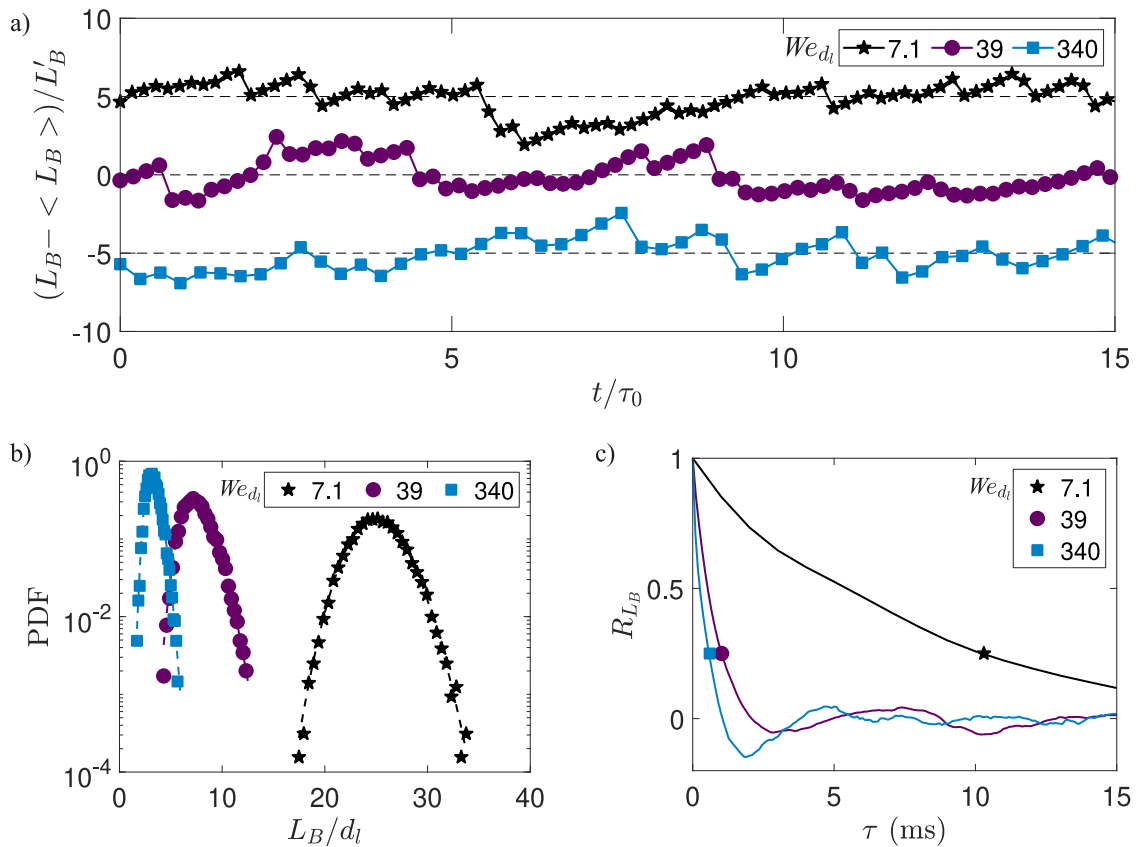 a)
We_{d_l} 7.1 39 340
(L_B− < L_B >)/L'_B
10
5
0
-5
-10
0 5 10 15
t/τ_0
b)
We_{d_l} 7.1 39 340
PDF
10^0
10^{-2}
10^{-4}
0 10 20 30 40
L_B/d_l
c)
We_{d_l}
7.1
39
340
R_{L_B}
1
0.5
0
0 5 10 15
τ (ms)